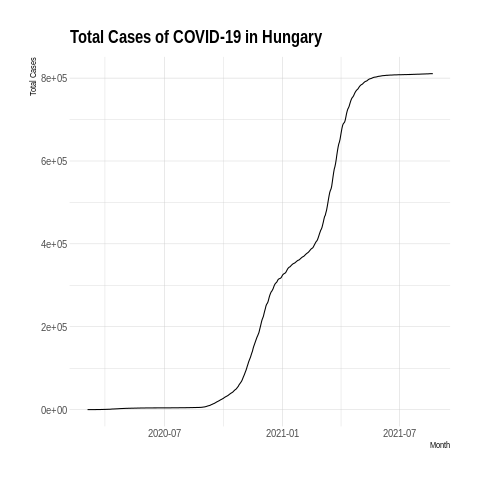 Total Cases of COVID-19 in Hungary
Total Cases
8e+05
6e+05
4e+05
2e+05
0e+00
2020-07
2021-01
2021-07
Month